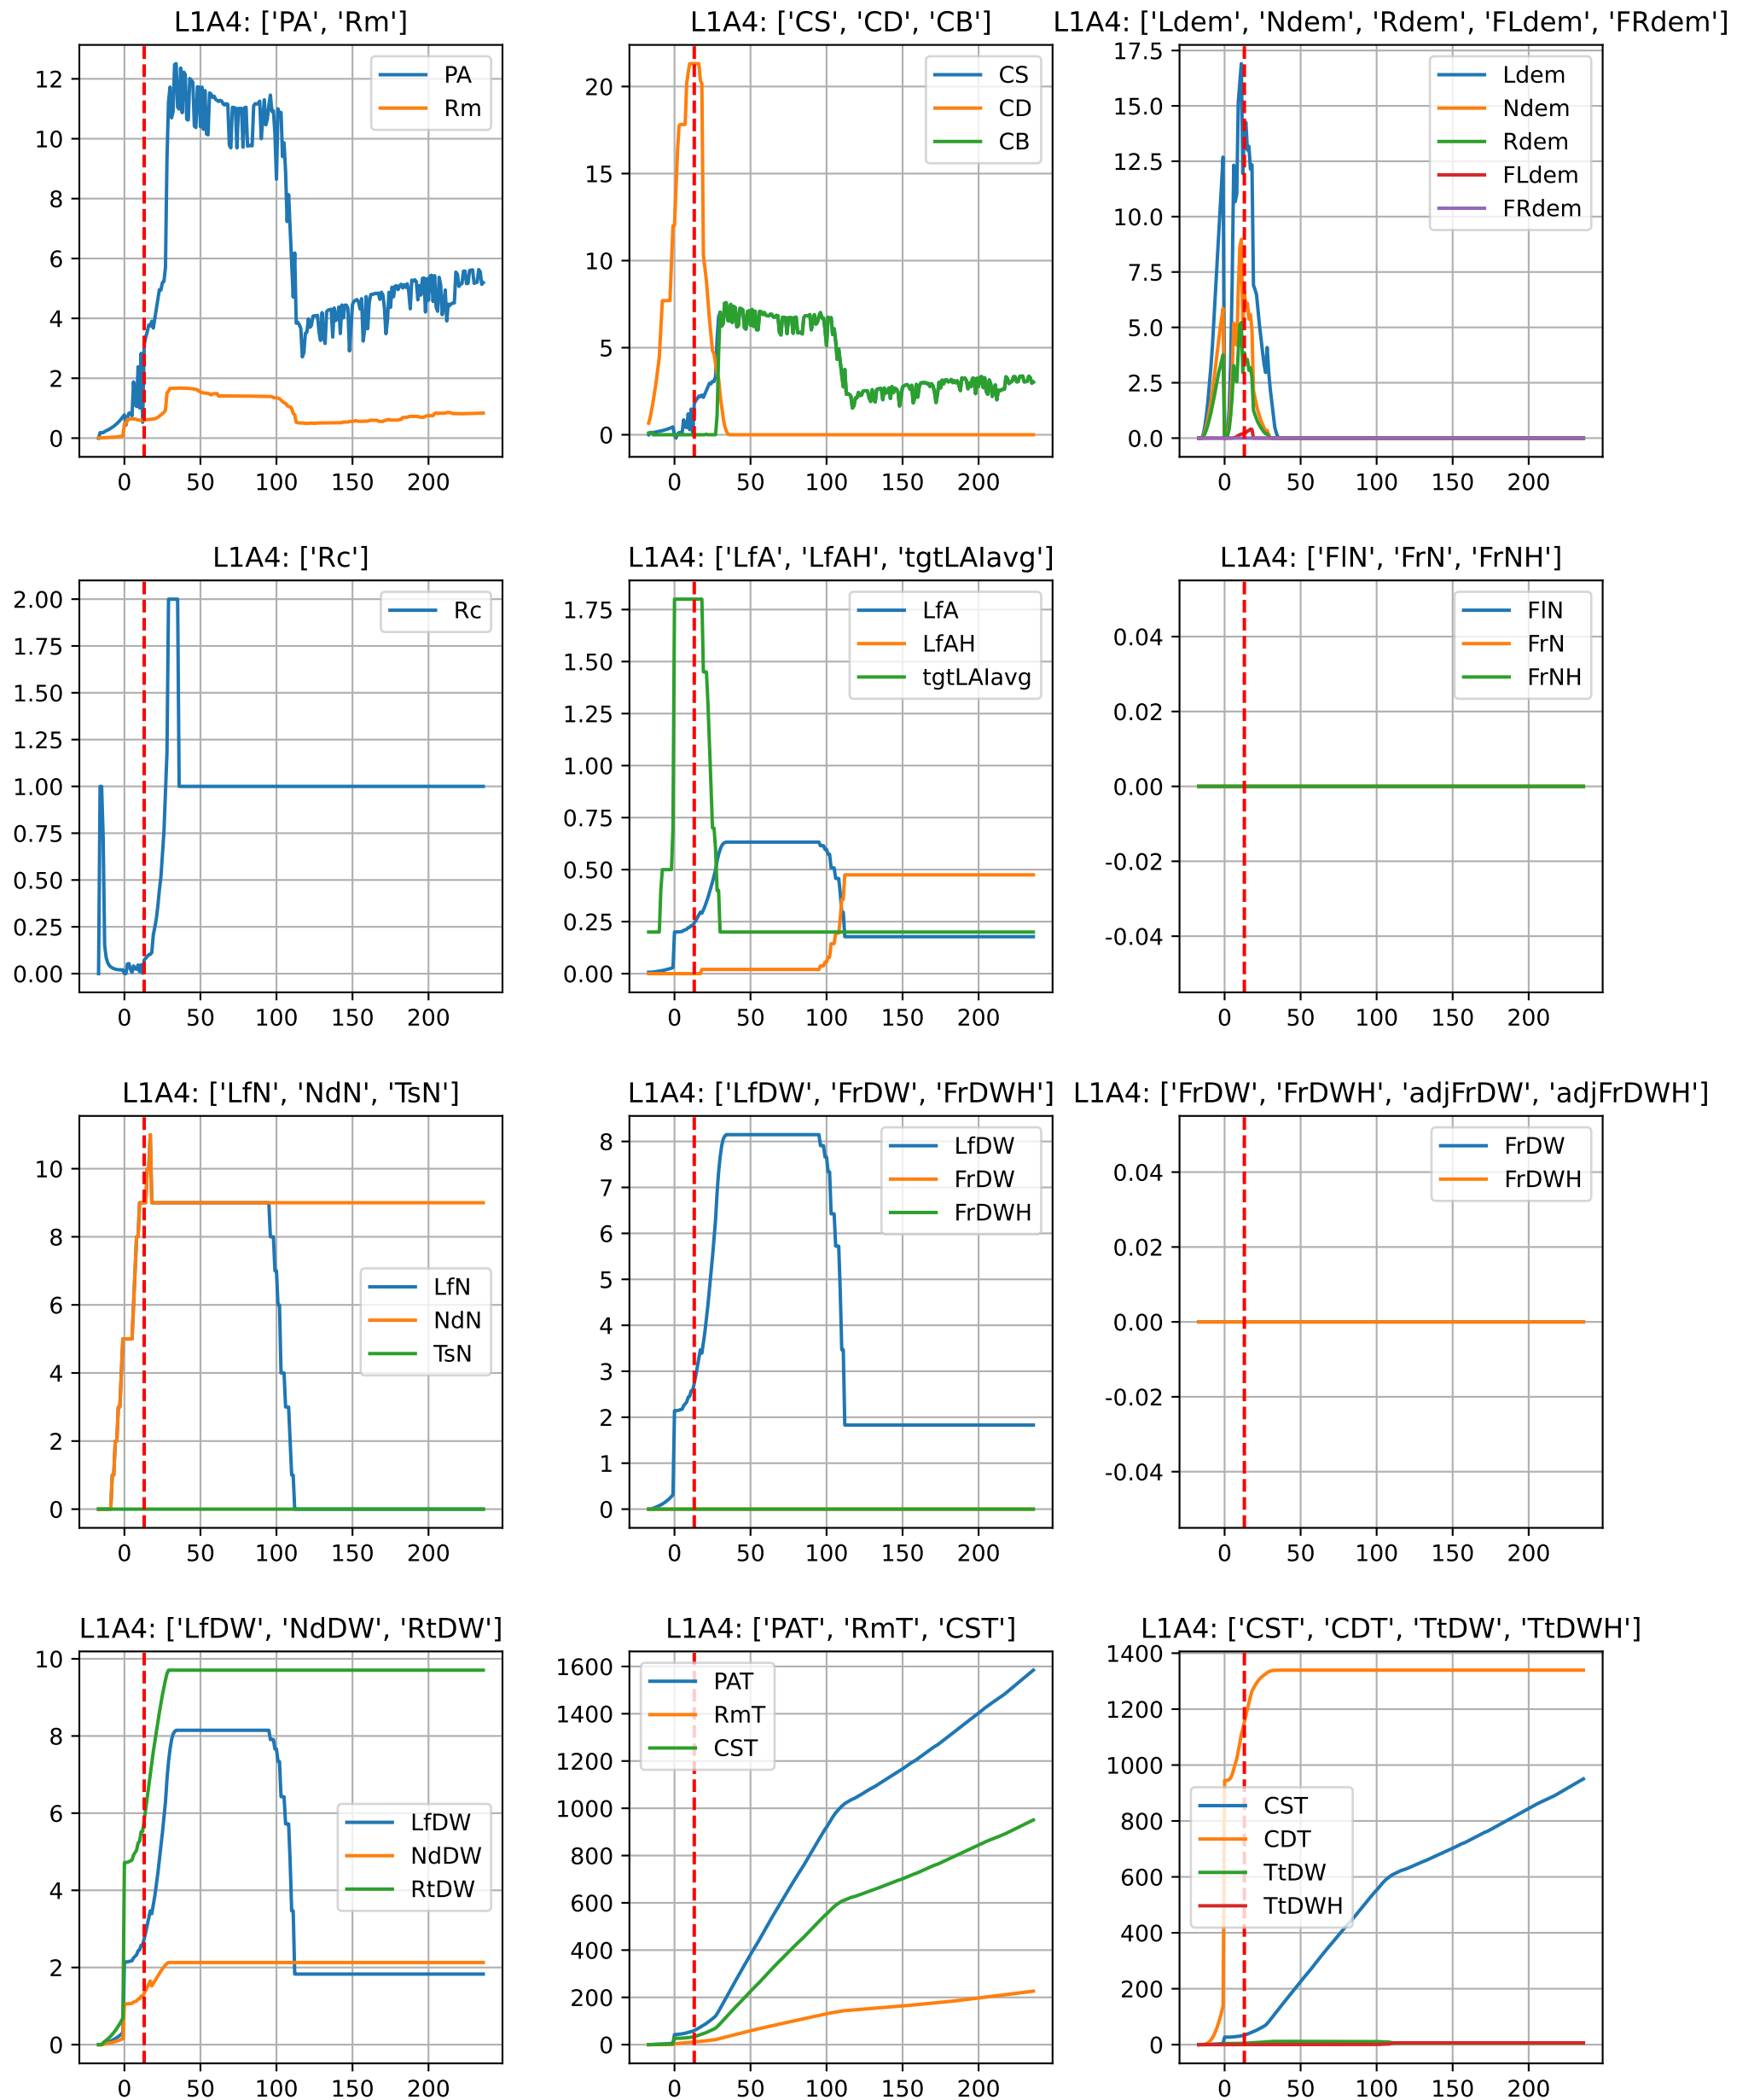 L1A4: ['PA', 'Rm']
12
10
8
6
4
2
0
0 50 100 150 200
PA
Rm
L1A4: ['CS', 'CD', 'CB']
20
15
10
5
0
0 50 100 150 200
CS
CD
CB
L1A4: ['Ldem', 'Ndem', 'Rdem', 'FLdem', 'FRdem']
17.5
15.0
12.5
10.0
7.5
5.0
2.5
0.0
0 50 100 150 200
Ldem
Ndem
Rdem
FLdem
FRdem
L1A4: ['Rc']
2.00
1.75
1.50
1.25
1.00
0.75
0.50
0.25
0.00
0 50 100 150 200
Rc
L1A4: ['LfA', 'LfAH', 'tgtLAIavg']
1.75
1.50
1.25
1.00
0.75
0.50
0.25
0.00
0 50 100 150 200
LfA
LfAH
tgtLAIavg
L1A4: ['FlN', 'FrN', 'FrNH']
0.04
0.02
0.00
-0.02
-0.04
0 50 100 150 200
FlN
FrN
FrNH
L1A4: ['LfN', 'NdN', 'TsN']
10
8
6
4
2
0
0 50 100 150 200
LfN
NdN
TsN
L1A4: ['LfDW', 'FrDW', 'FrDWH']
8
7
6
5
4
3
2
1
0
0 50 100 150 200
LfDW
FrDW
FrDWH
L1A4: ['FrDW', 'FrDWH', 'adjFrDW', 'adjFrDWH']
0.04
0.02
0.00
-0.02
-0.04
0 50 100 150 200
FrDW
FrDWH
L1A4: ['LfDW', 'NdDW', 'RtDW']
10
8
6
4
2
0
0 50 100 150 200
LfDW
NdDW
RtDW
L1A4: ['PAT', 'RmT', 'CST']
1600
1400
1200
1000
800
600
400
200
0
0 50 100 150 200
PAT
RmT
CST
L1A4: ['CST', 'CDT', 'TtDW', 'TtDWH']
1400
1200
1000
800
600
400
200
0
0 50 100 150 200
CST
CDT
TtDW
TtDWH